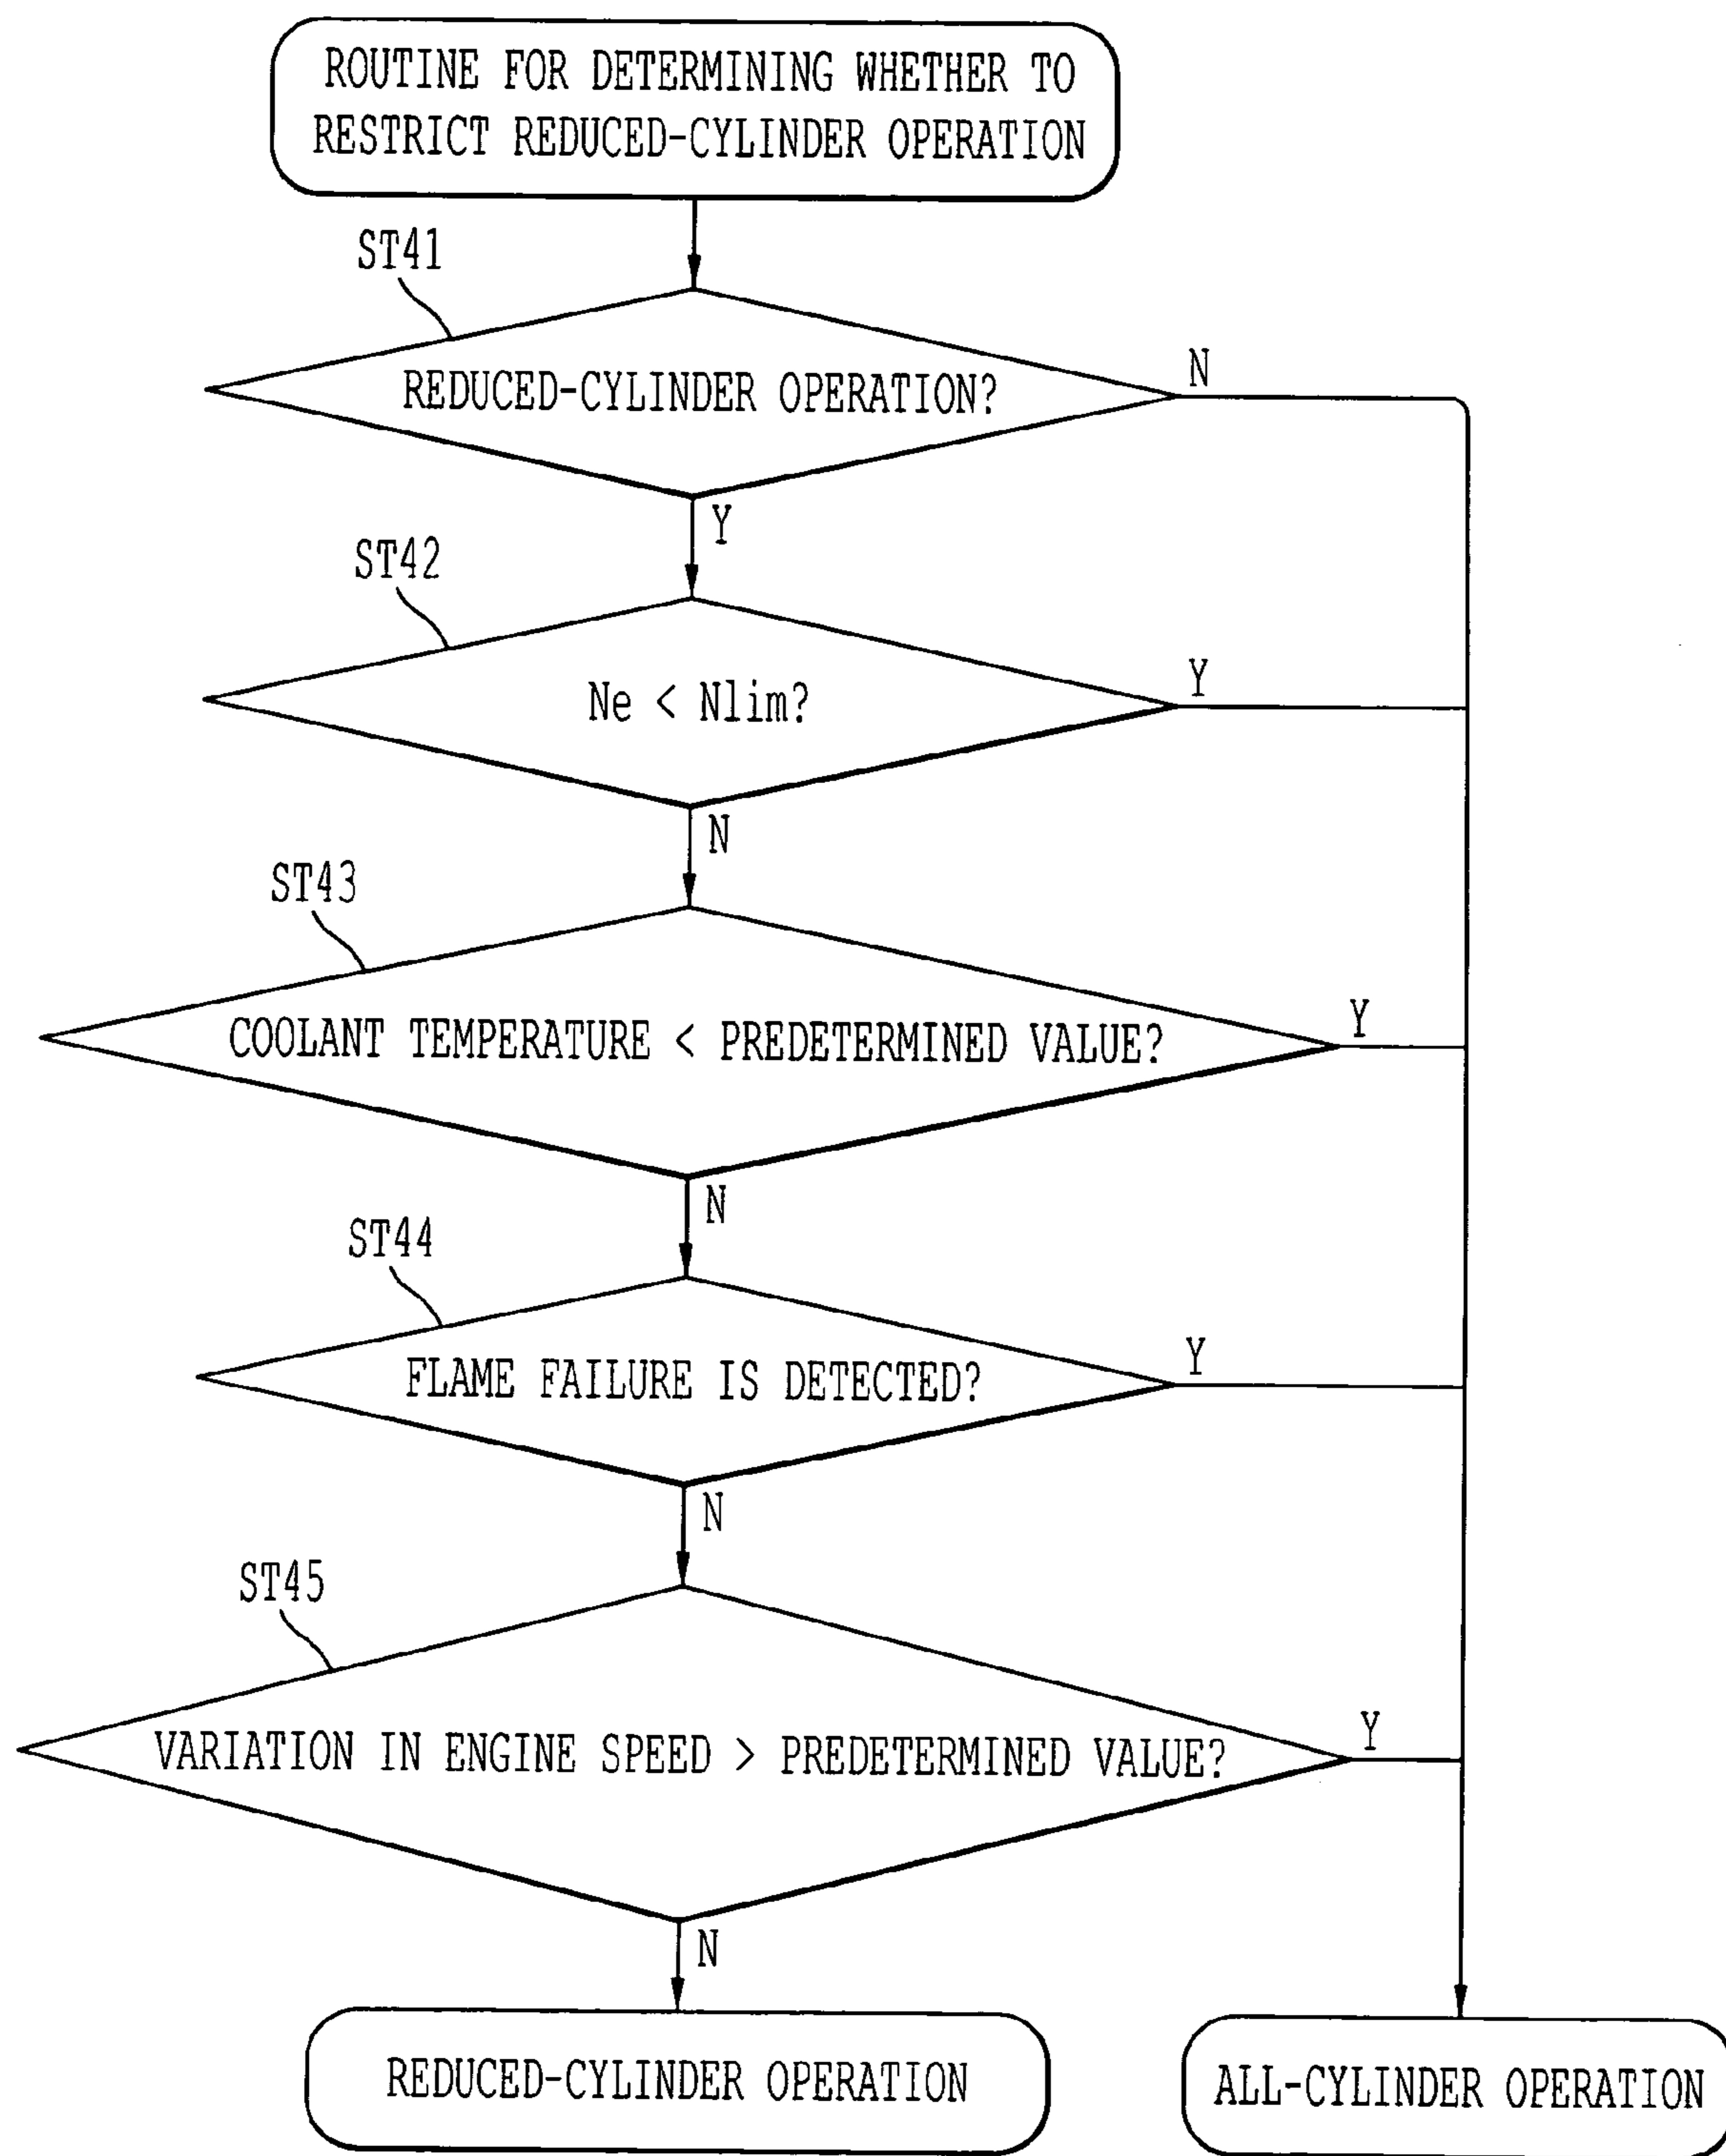 ROUTINE FOR DETERMINING WHETHER TO
RESTRICT REDUCED-CYLINDER OPERATION
ST41
REDUCED-CYLINDER OPERATION?
N
Y
ST42
Ne < Nlim?
Y
N
ST43
COOLANT TEMPERATURE < PREDETERMINED VALUE?
Y
N
ST44
FLAME FAILURE IS DETECTED?
Y
N
ST45
VARIATION IN ENGINE SPEED > PREDETERMINED VALUE?
Y
N
REDUCED-CYLINDER OPERATION
ALL-CYLINDER OPERATION